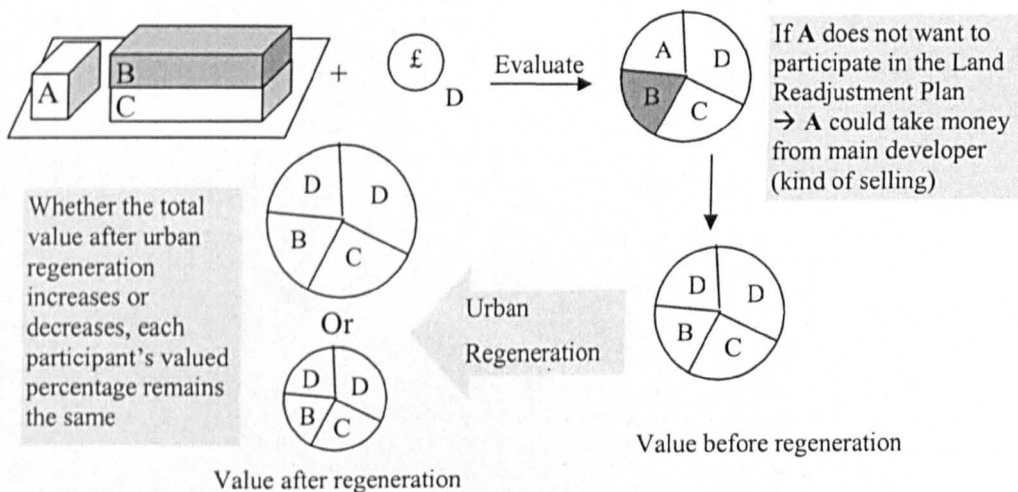 A
B
C
+
£
D
Evaluate
A
D
B
C
If A does not want to
participate in the Land
Readjustment Plan
→ A could take money
from main developer
(kind of selling)
Whether the total
value after urban
regeneration
increases or
decreases, each
participant's valued
percentage remains
the same
D
D
B
C
Or
D
D
B
C
Value after regeneration
Urban
Regeneration
D
D
B
C
Value before regeneration